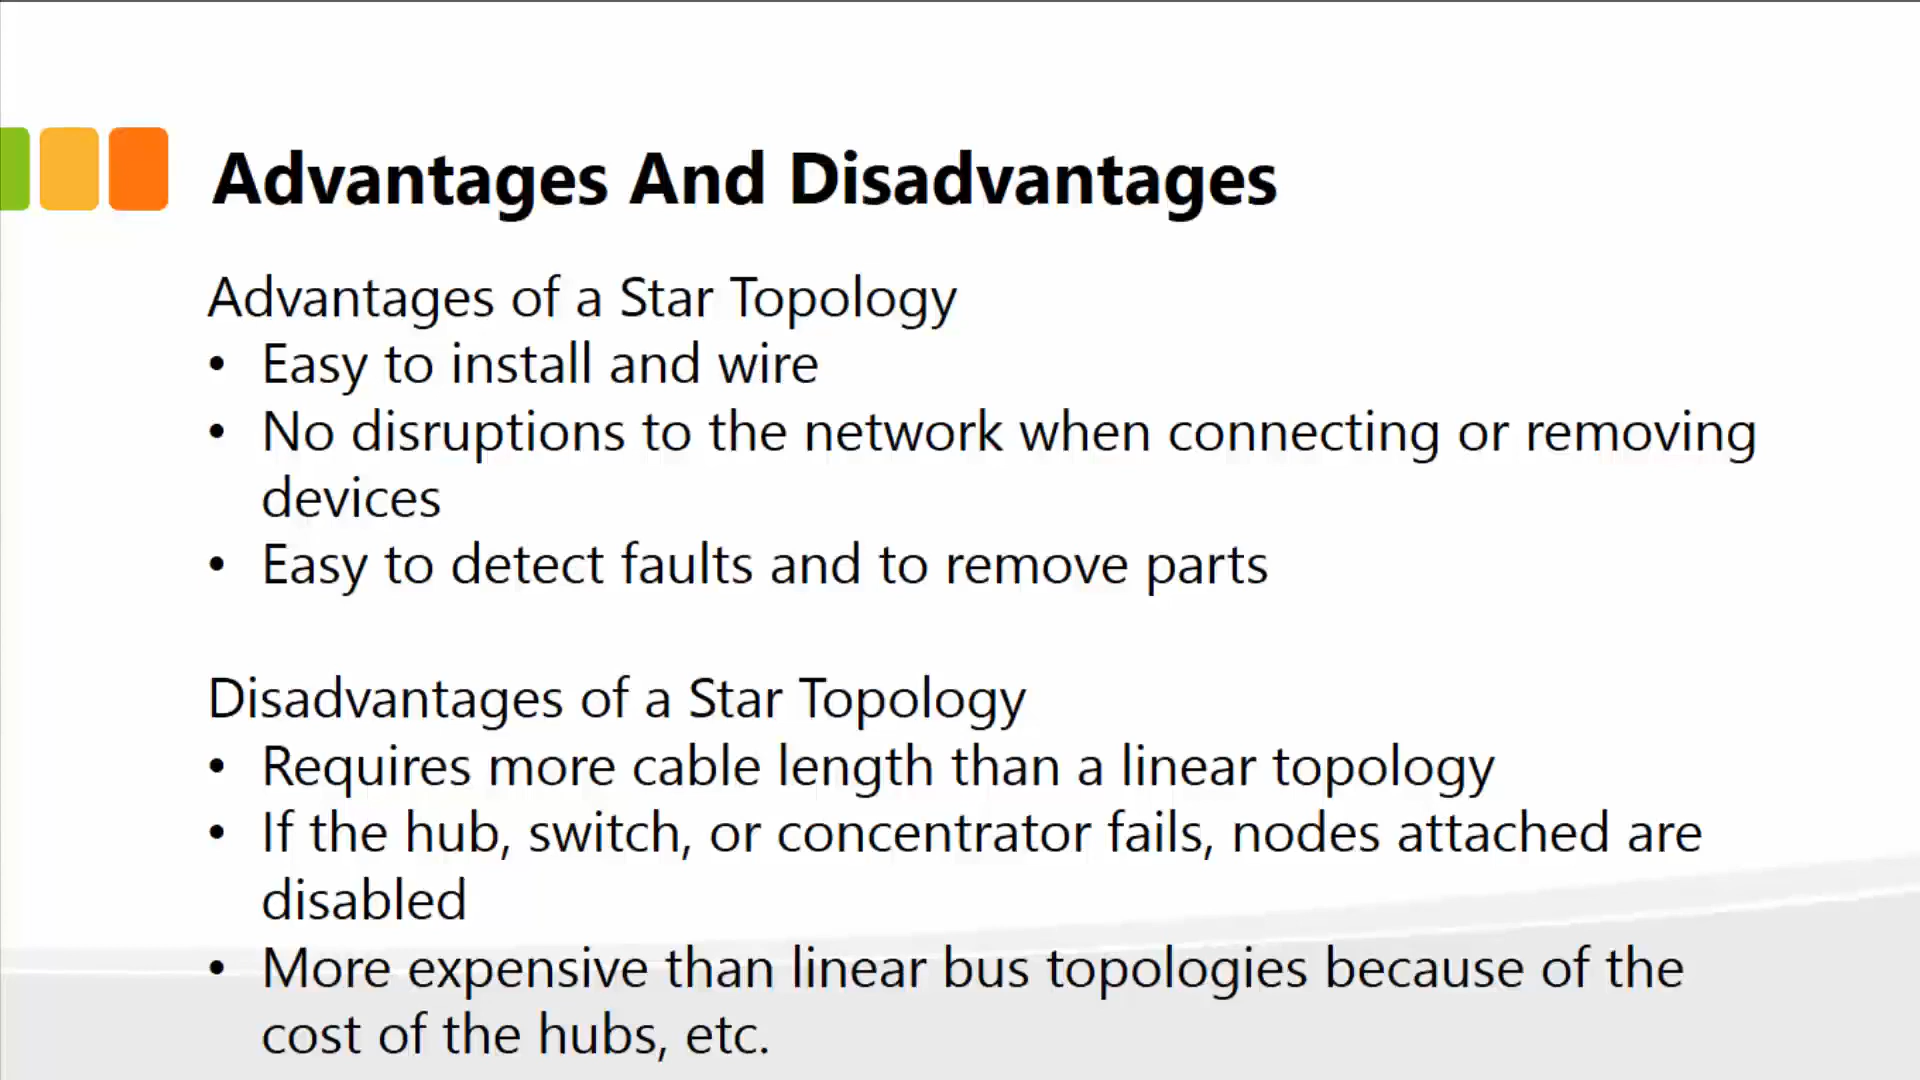 Advantages And Disadvantages
Advantages of a Star Topology
• Easy to install and wire
• No disruptions to the network when connecting or removing
devices
• Easy to detect faults and to remove parts
Disadvantages of a Star Topology
• Requires more cable length than a linear topology
• If the hub, switch, or concentrator fails, nodes attached are
disabled
• More expensive than linear bus topologies because of the
cost of the hubs, etc.